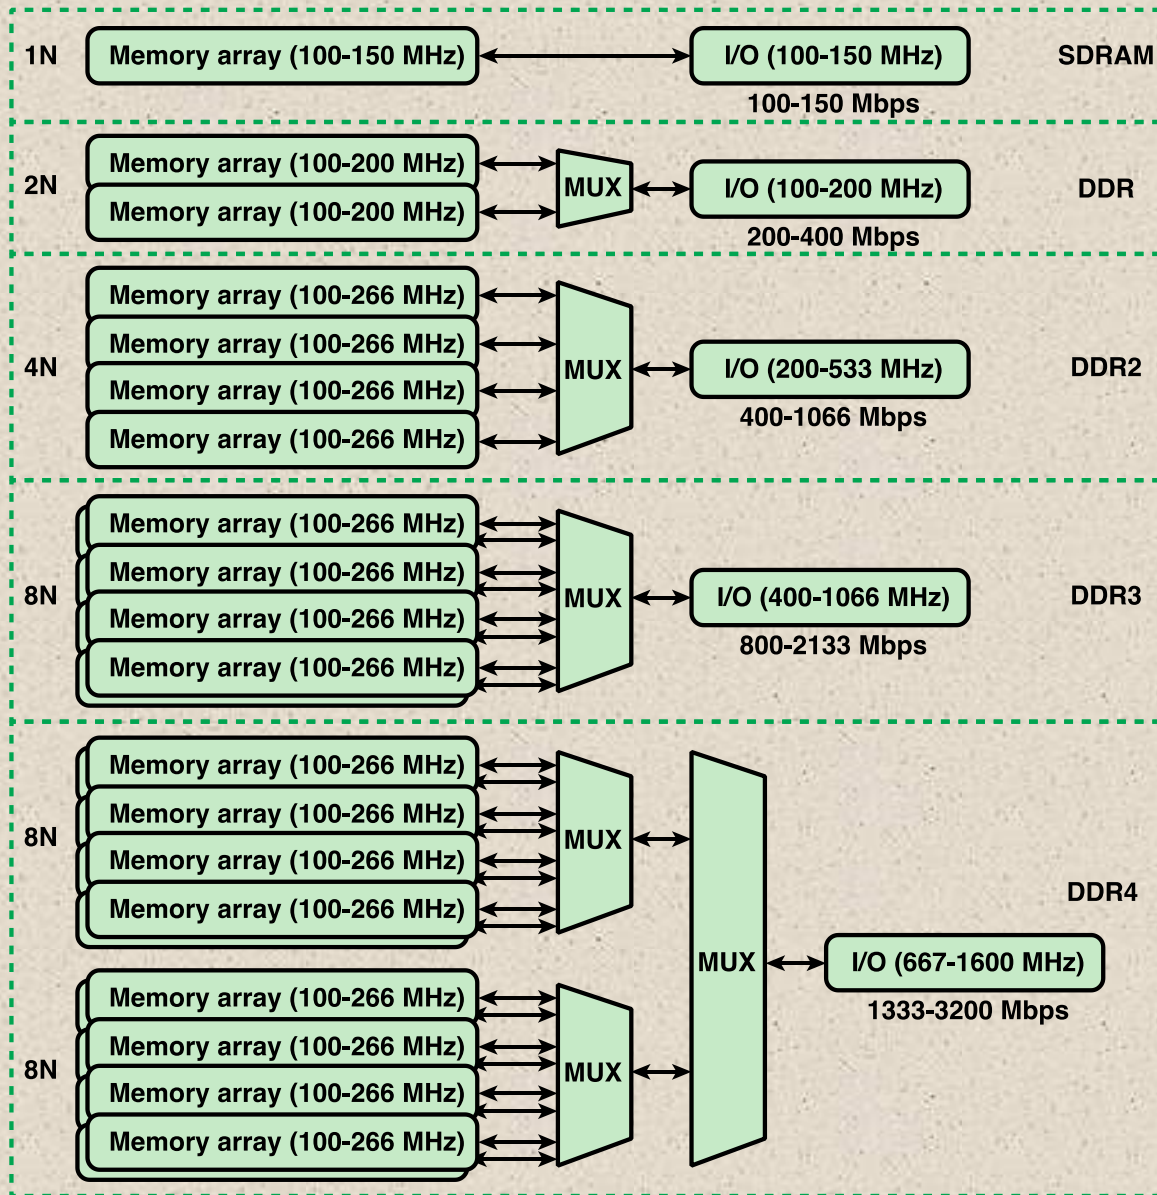 1N
Memory array (100-150 MHz)
I/O (100-150 MHz)
SDRAM
100-150 Mbps
2N
Memory array (100-200 MHz)
Memory array (100-200 MHz)
MUX
I/O (100-200 MHz)
DDR
200-400 Mbps
4N
Memory array (100-266 MHz)
Memory array (100-266 MHz)
Memory array (100-266 MHz)
Memory array (100-266 MHz)
MUX
I/O (200-533 MHz)
DDR2
400-1066 Mbps
8N
Memory array (100-266 MHz)
Memory array (100-266 MHz)
Memory array (100-266 MHz)
Memory array (100-266 MHz)
MUX
I/O (400-1066 MHz)
DDR3
800-2133 Mbps
8N
Memory array (100-266 MHz)
Memory array (100-266 MHz)
Memory array (100-266 MHz)
Memory array (100-266 MHz)
MUX
DDR4
MUX
I/O (667-1600 MHz)
1333-3200 Mbps
8N
Memory array (100-266 MHz)
Memory array (100-266 MHz)
Memory array (100-266 MHz)
Memory array (100-266 MHz)
MUX